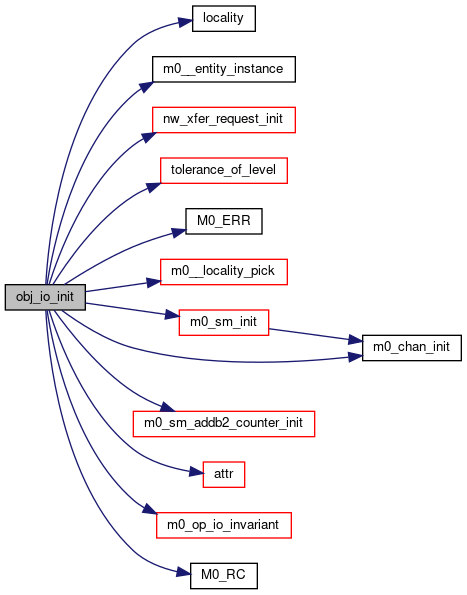 locality
m0__entity_instance
nw_xfer_request_init
tolerance_of_level
M0_ERR
obj_io_init
m0__locality_pick
m0_sm_init
m0_chan_init
m0_sm_addb2_counter_init
attr
m0_op_io_invariant
M0_RC